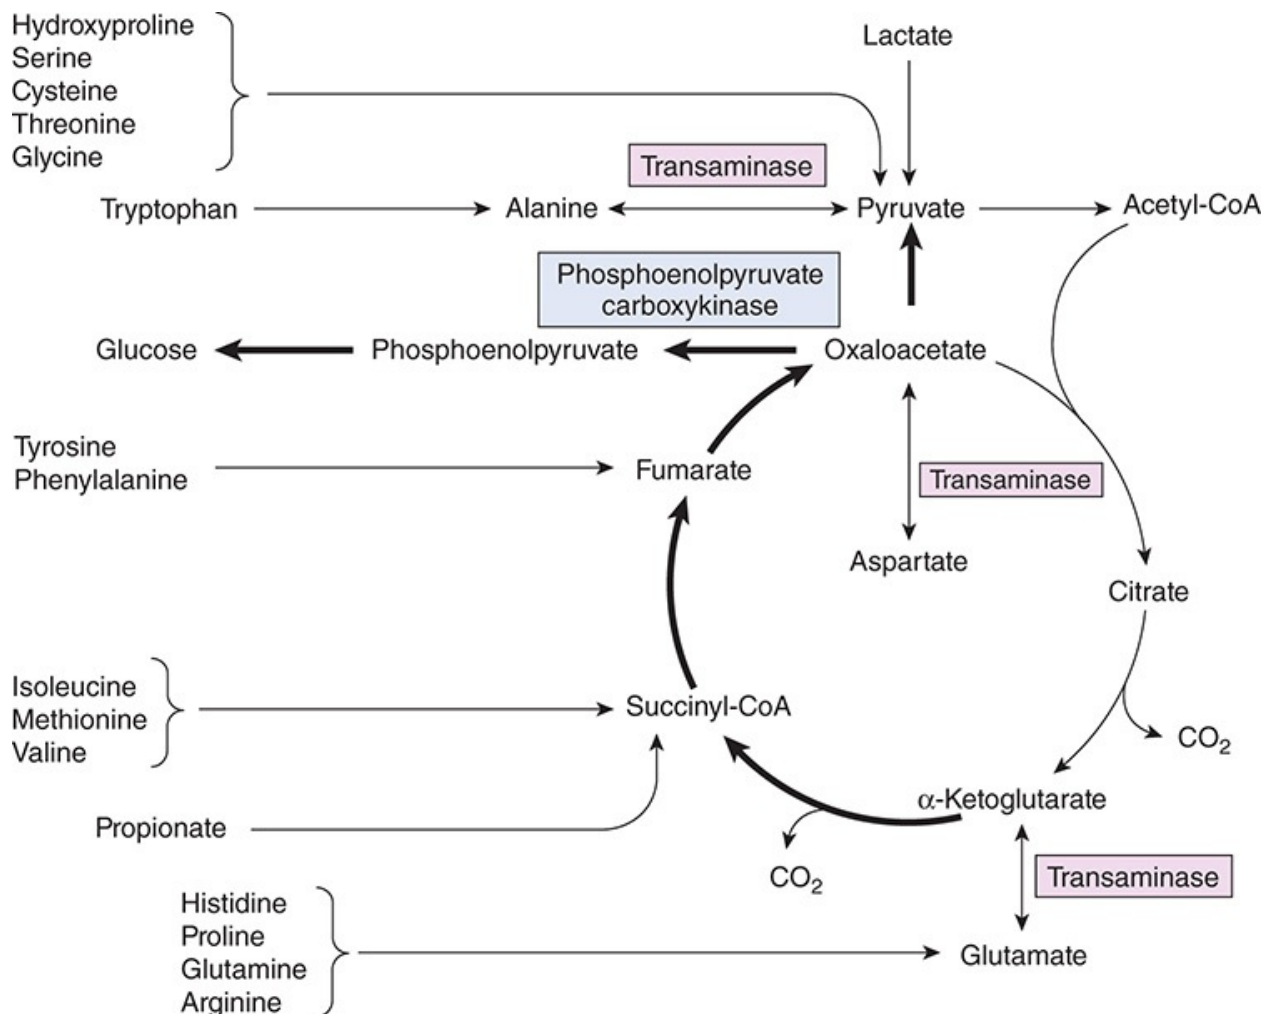 Hydroxyproline
Serine
Cysteine
Threonine
Glycine
Lactate
Transaminase
Tryptophan
Alanine
Pyruvate
Acetyl-CoA
Phosphoenolpyruvate
carboxykinase
Glucose
Phosphoenolpyruvate
Oxaloacetate
Tyrosine
Phenylalanine
Fumarate
Transaminase
Aspartate
Citrate
Isoleucine
Methionine
Valine
Succinyl-CoA
CO₂
Propionate
α-Ketoglutarate
CO₂
Transaminase
Histidine
Proline
Glutamine
Arginine
Glutamate